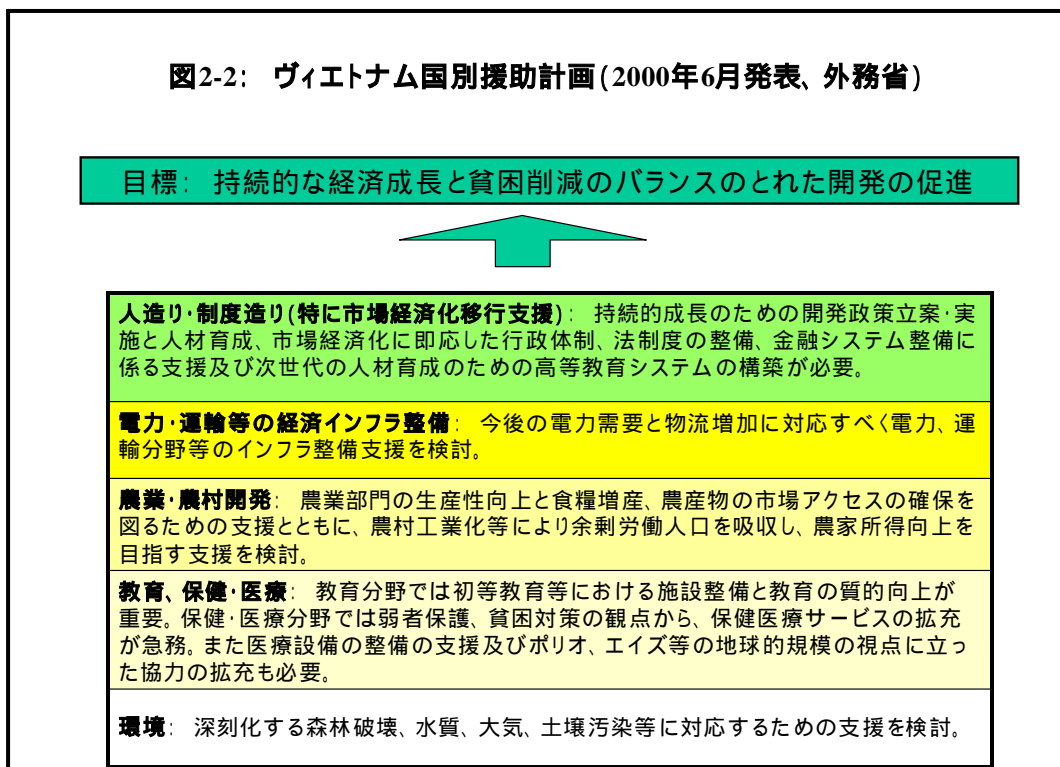 図2-2: ヴィエトナム国別援助計画(2000年6月発表、外務省)
目標: 持続的な経済成長と貧困削減のバランスのとれた開発の促進
人造り・制度造り(特に市場経済化移行支援): 持続的成長のための開発政策立案・実
施と人材育成、市場経済化に即応した行政体制、法制度の整備、金融システム整備に
係る支援及び次世代の人材育成のための高等教育システムの構築が必要。
電力・運輸等の経済インフラ整備: 今後の電力需要と物流増加に対応すべく電力、運
輸分野等のインフラ整備支援を検討。
農業・農村開発: 農業部門の生産性向上と食糧増産、農産物の市場アクセスの確保を
図るための支援とともに、農村工業化等により余剰労働人口を吸収し、農家所得向上を
目指す支援を検討。
教育、保健・医療: 教育分野では初等教育等における施設整備と教育の質的向上が
重要。保健・医療分野では弱者保護、貧困対策の観点から、保健医療サービスの拡充
が急務。また医療設備の整備の支援及びポリオ、エイズ等の地球的規模の視点に立っ
た協力の拡充も必要。
環境: 深刻化する森林破壊、水質、大気、土壌汚染等に対応するための支援を検討。